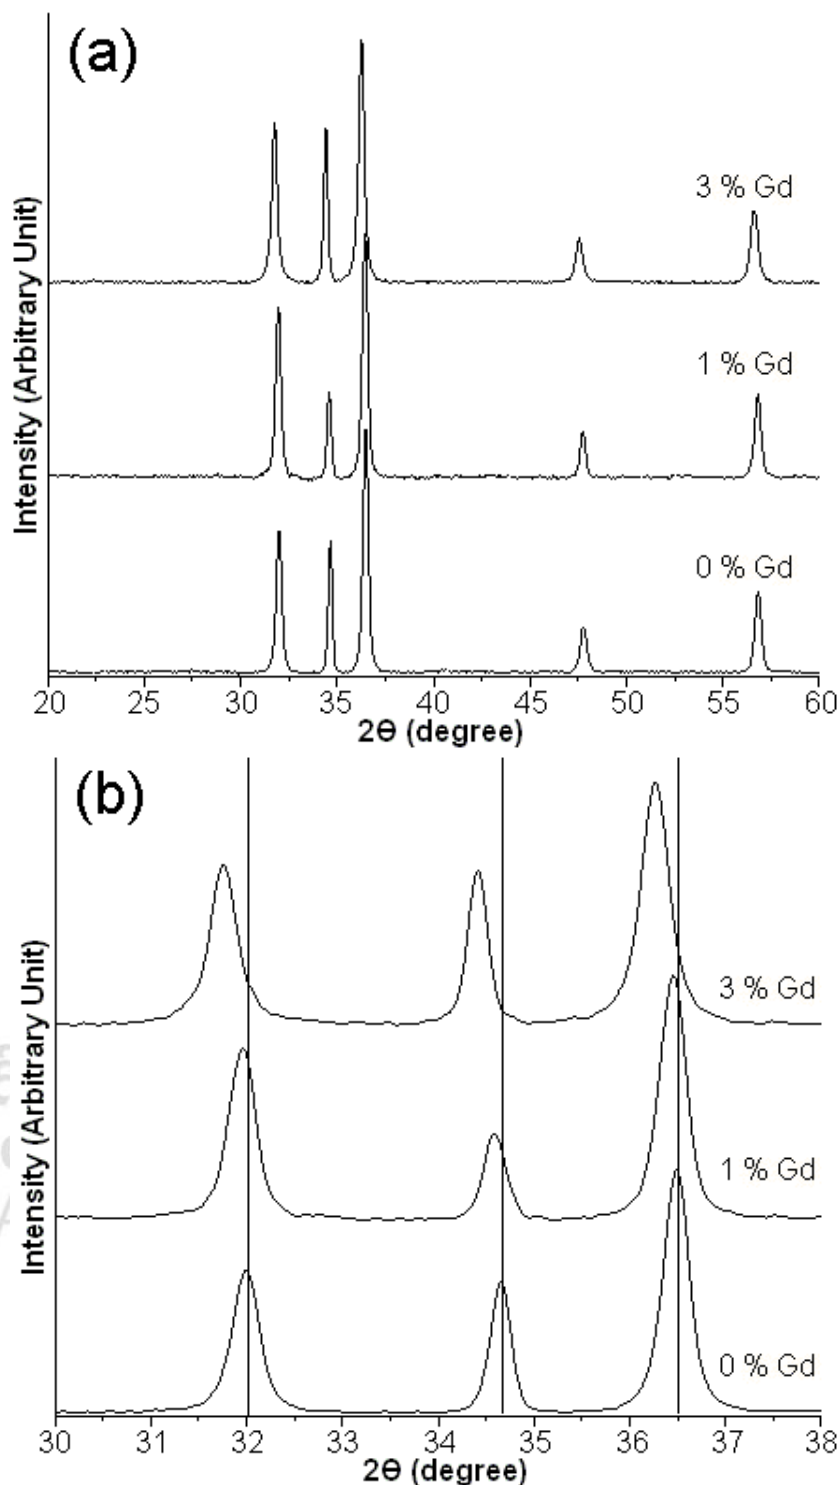 (a)
Intensity (Arbitrary Unit)
3 % Gd
1 % Gd
0 % Gd
20 25 30 35 40 45 50 55 60
2Θ (degree)
(b)
Intensity (Arbitrary Unit)
3 % Gd
1 % Gd
0 % Gd
30 31 32 33 34 35 36 37 38
2Θ (degree)